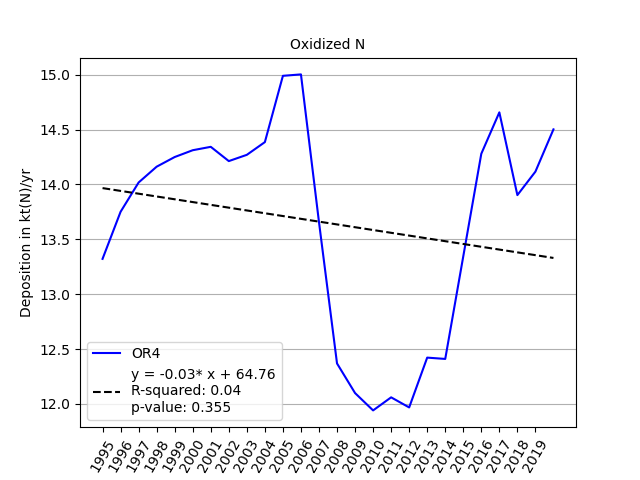 Oxidized N
Deposition in kt(N)/yr
15.0
14.5
14.0
13.5
13.0
12.5
12.0
OR4
y = -0.03* x + 64.76
R-squared: 0.04
p-value: 0.355
1995 1996 1997 1998 1999 2000 2001 2002 2003 2004 2005 2006 2007 2008 2009 2010 2011 2012 2013 2014 2015 2016 2017 2018 2019